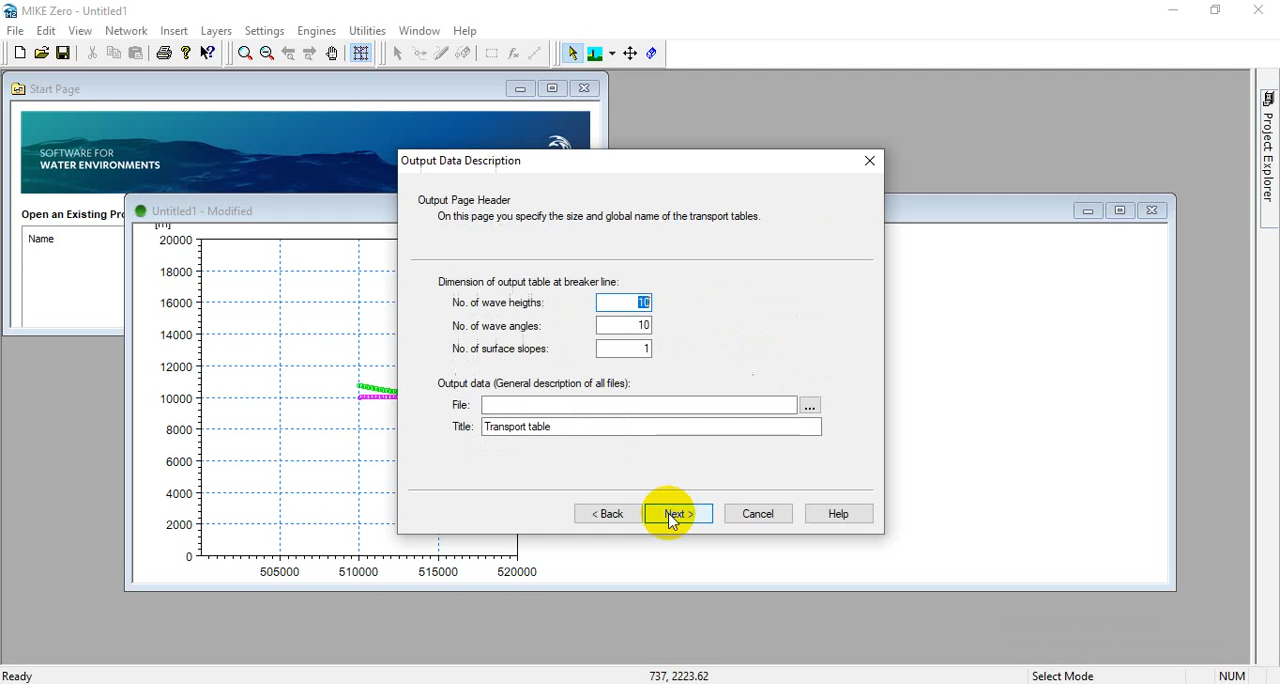 MIKE Zero - Untitled1
File Edit View Network Insert Layers Settings Engines Utilities Window Help
Start Page
SOFTWARE FOR
WATER ENVIRONMENTS
Open an Existing Pro
Name
Project Explorer
Untitled1 - Modified
[m]
20000
18000
16000
14000
12000
10000
8000
6000
4000
2000
0
505000 510000 515000 520000
Output Data Description
Output Page Header
On this page you specify the size and global name of the transport tables.
Dimension of output table at breaker line:
No. of wave heigths: 10
No. of wave angles: 10
No. of surface slopes: 1
Output data (General description of all files):
File: ...
Title: Transport table
< Back Next > Cancel Help
Ready 737, 2223.62 Select Mode NUM